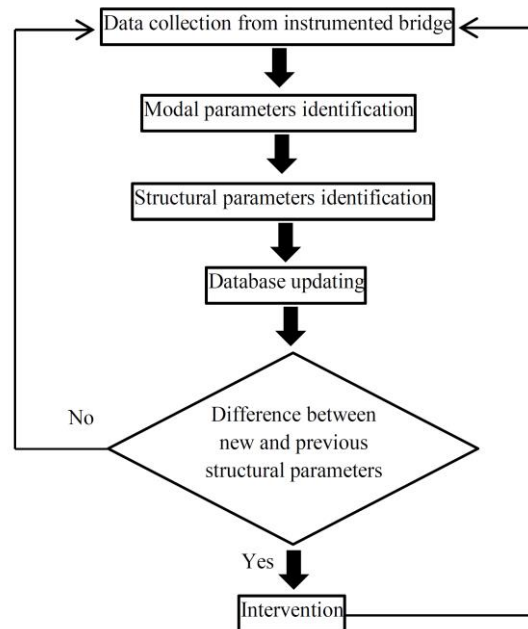 Data collection from instrumented bridge
Modal parameters identification
Structural parameters identification
Database updating
Difference between
new and previous
structural parameters
No
Yes
Intervention